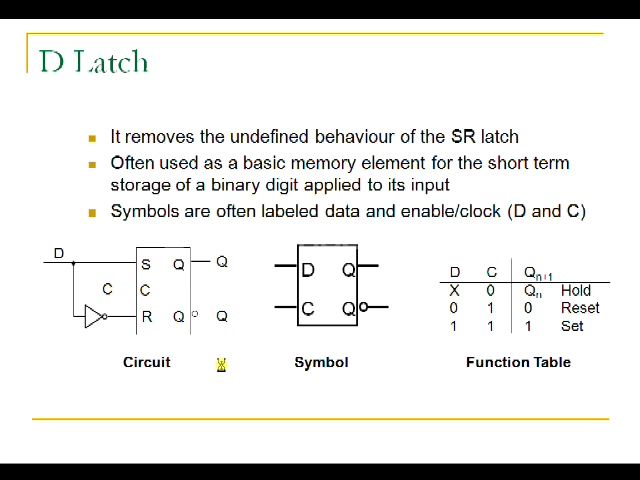 D Latch
It removes the undefined behaviour of the SR latch
Often used as a basic memory element for the short term
storage of a binary digit applied to its input
Symbols are often labeled data and enable/clock (D and C)
D
S Q Q
C C
R Q Q
Circuit
D Q
C Q
Symbol
D C Qn+1
X 0 Qn Hold
0 1 0 Reset
1 1 1 Set
Function Table